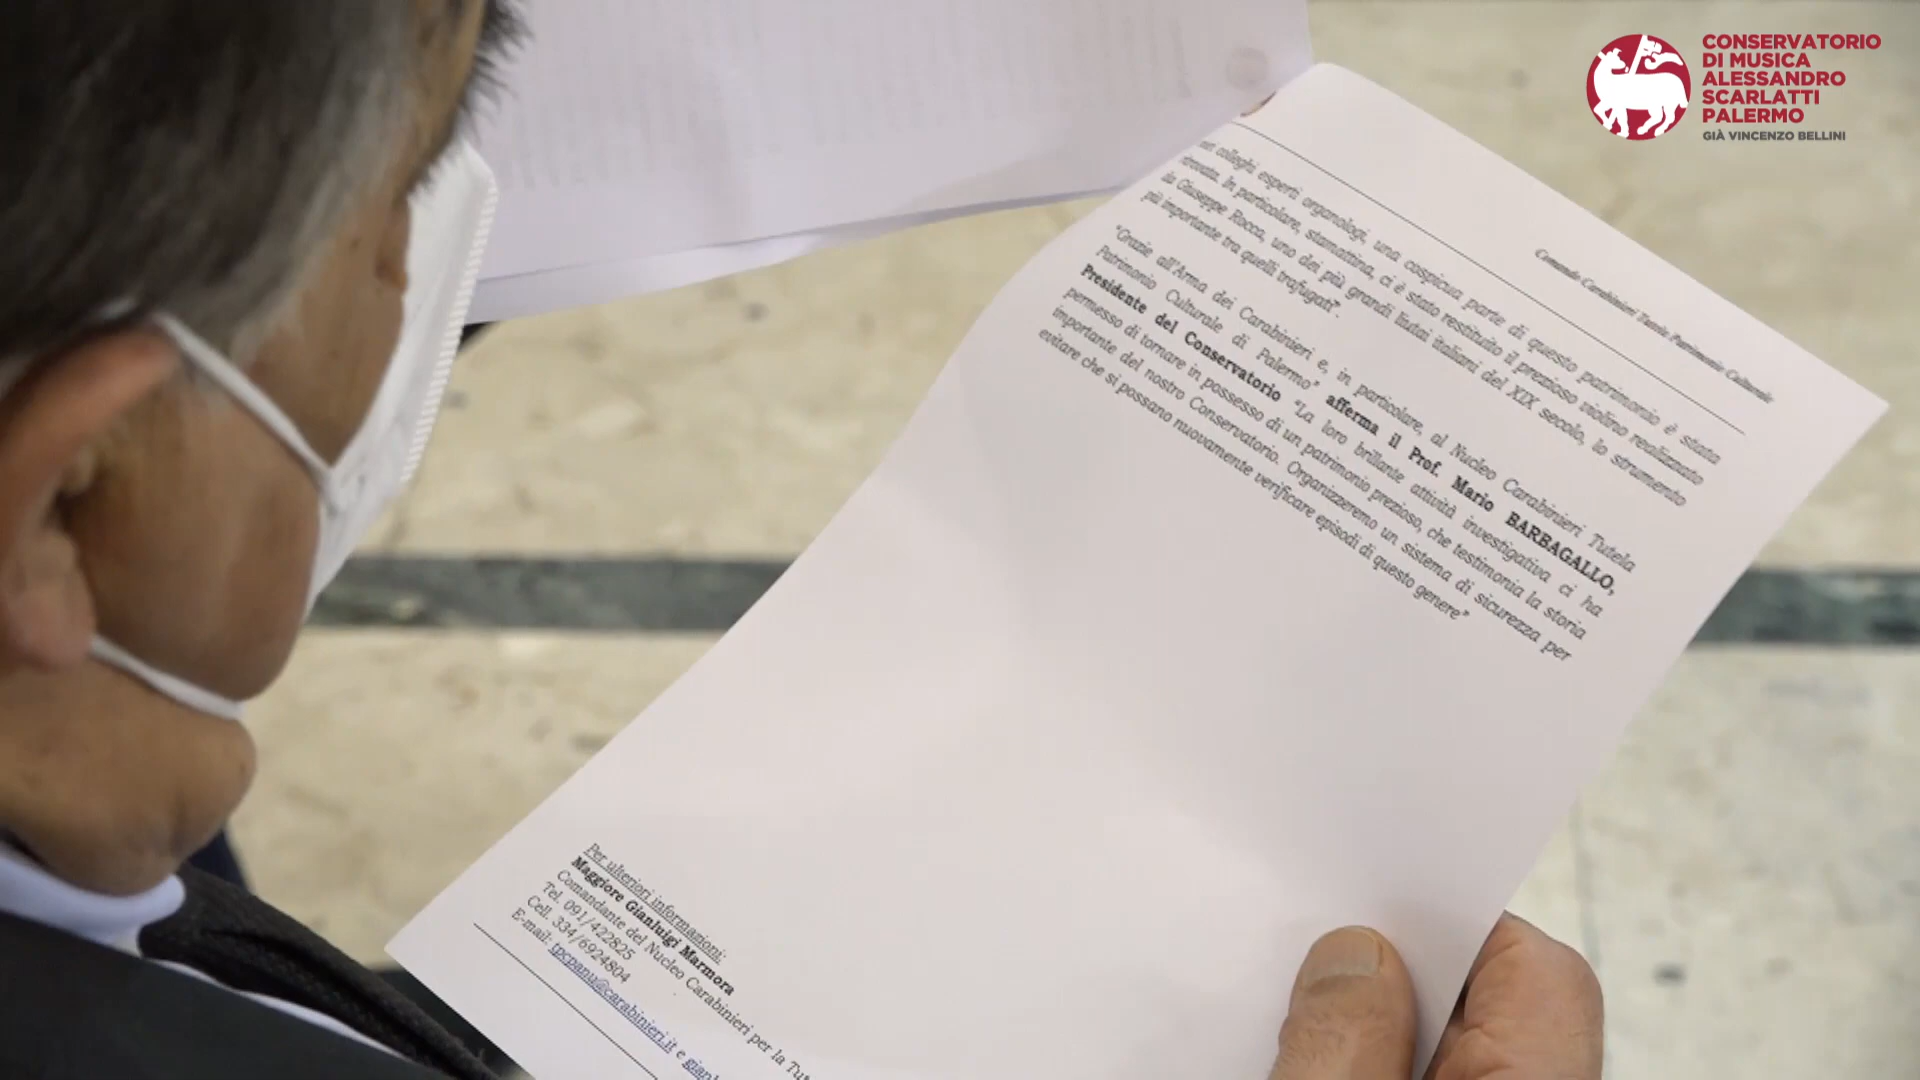 CONSERVATORIO
DI MUSICA
ALESSANDRO
SCARLATTI
PALERMO
GIÀ VINCENZO BELLINI
Comando Carabinieri Tutela Patrimonio Culturale
colleghi esperti organologi, una cospicua parte di questo patrimonio è stata
ritrovata. In particolare, stamattina, ci è stato restituito il prezioso violino realizzato
da Giuseppe Rocca, uno dei più grandi liutai italiani del XIX secolo, lo strumento
più importante tra quelli trafugati".
"Grazie all'Arma dei Carabinieri e, in particolare, al Nucleo Carabinieri Tutela
Patrimonio Culturale di Palermo" afferma il Prof. Mario BARBAGALLO,
Presidente del Conservatorio "La loro brillante attività investigativa ci ha
permesso di tornare in possesso di un patrimonio prezioso, che testimonia la storia
importante del nostro Conservatorio. Organizzeremo un sistema di sicurezza per
evitare che si possano nuovamente verificare episodi di questo genere"
Per ulteriori informazioni:
Maggiore Gianluigi Marmora
Comandante del Nucleo Carabinieri per la Tut
Tel. 091/422825
Cell. 334/6924804
E-mail: tpcpanu@carabinieri.it e gianl